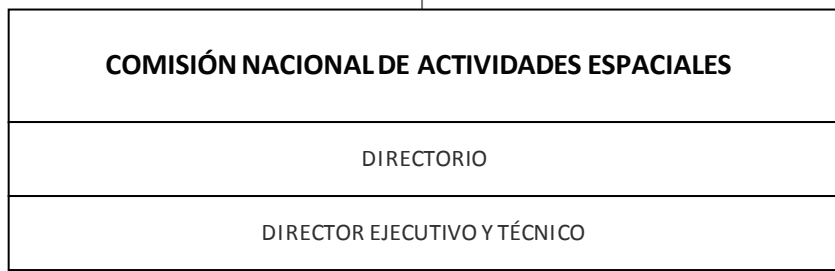 COMISIÓN NACIONAL DE ACTIVIDADES ESPACIALES
DIRECTORIO
DIRECTOR EJECUTIVO Y TÉCNICO